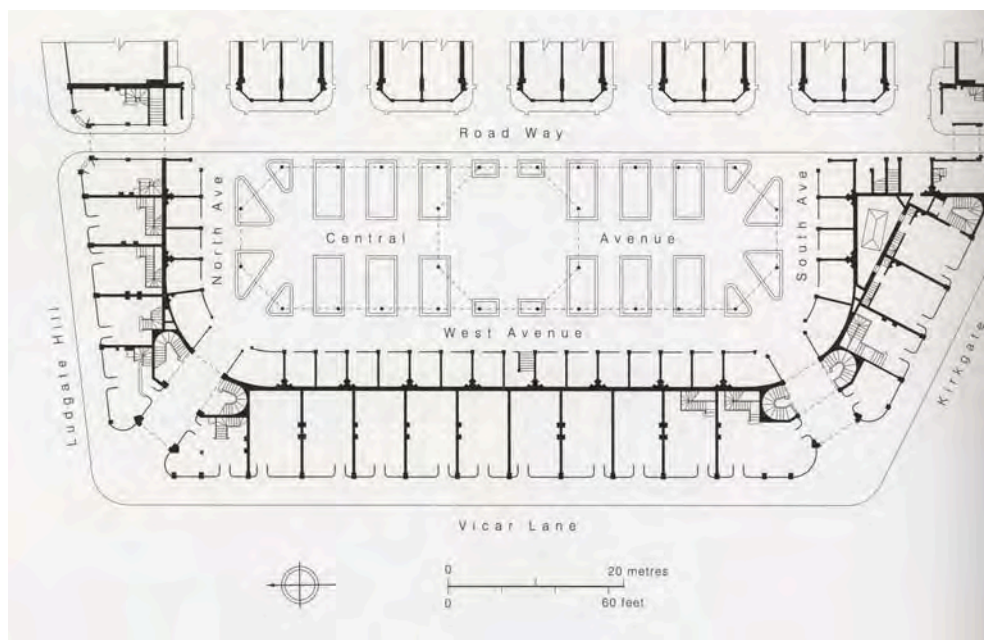 Road Way
North Ave
Central Avenue
South Ave
West Avenue
Ludgate Hill
Kirkgate
Vicar Lane
0 20 metres
0 60 feet